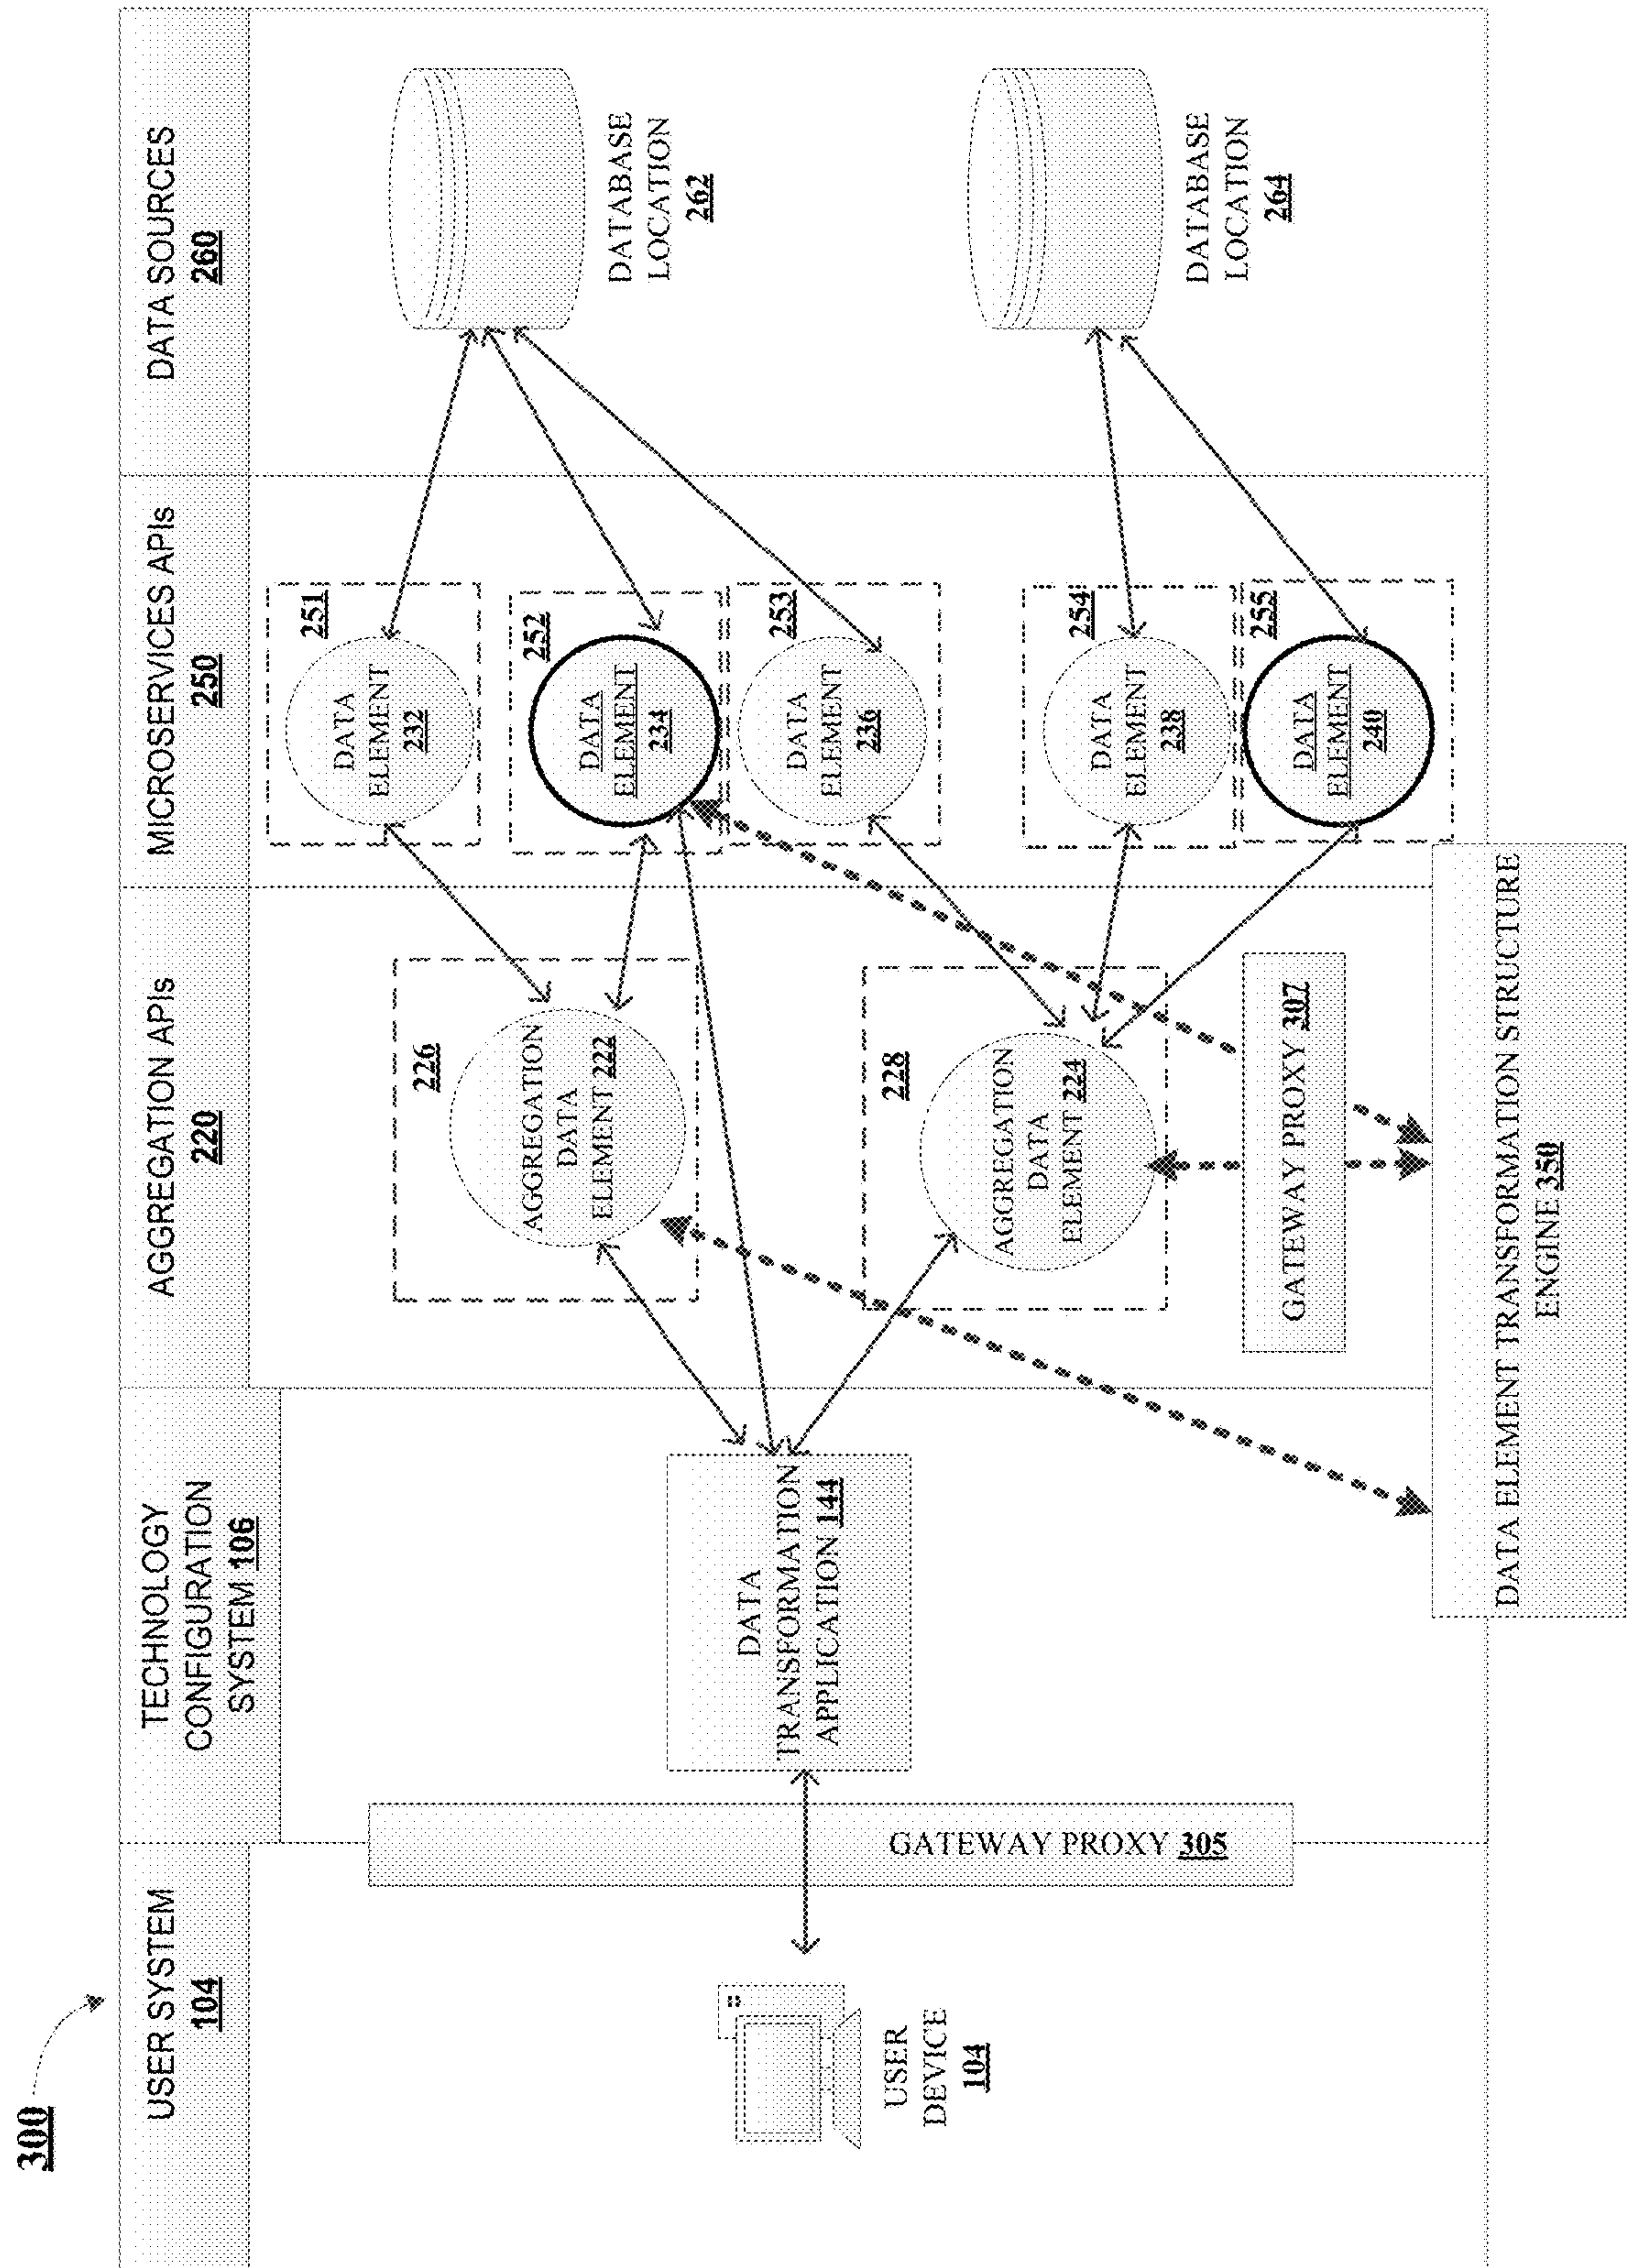 300
USER SYSTEM
104
TECHNOLOGY
CONFIGURATION
SYSTEM 106
AGGREGATION APIs
220
MICROSERVICES APIs
250
DATA SOURCES
260
USER
DEVICE
104
GATEWAY PROXY 305
DATA
TRANSFORMATION
APPLICATION 144
226
AGGREGATION
DATA
ELEMENT 222
228
AGGREGATION
DATA
ELEMENT 224
GATEWAY PROXY 307
251
DATA
ELEMENT
232
252
DATA
ELEMENT
234
253
DATA
ELEMENT
236
254
DATA
ELEMENT
238
255
DATA
ELEMENT
240
DATABASE
LOCATION
262
DATABASE
LOCATION
264
DATA ELEMENT TRANSFORMATION STRUCTURE
ENGINE 350